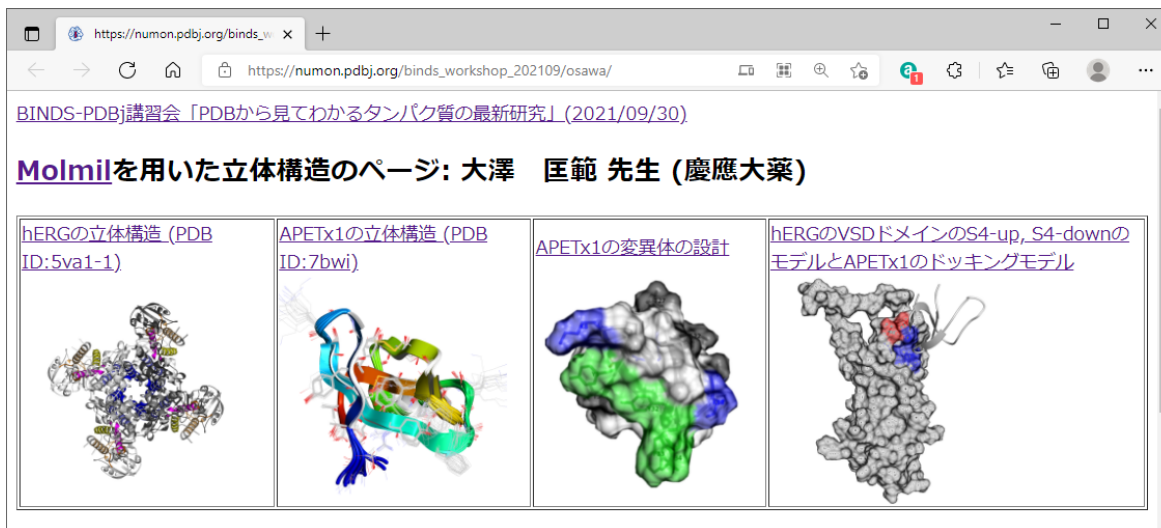 https://numon.pdbj.org/binds_w
https://numon.pdbj.org/binds_workshop_202109/osawa/
1
BINDS-PDBj講習会「PDBから見てわかるタンパク質の最新研究」(2021/09/30)
Molmilを用いた立体構造のページ: 大澤　匡範 先生 (慶應大薬)
hERGの立体構造 (PDB
ID:5va1-1)
APETx1の立体構造 (PDB
ID:7bwi)
APETx1の変異体の設計
hERGのVSDドメインのS4-up, S4-downの
モデルとAPETx1のドッキングモデル